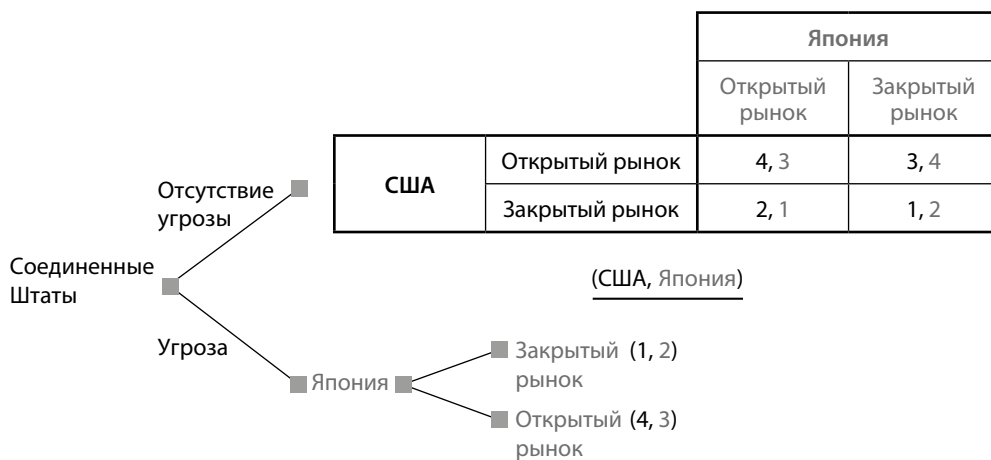 Япония
Открытый рынок
Закрытый рынок
США
Открытый рынок
4, 3
3, 4
Закрытый рынок
2, 1
1, 2
Отсутствие
угрозы
Соединенные
Штаты
(США, Япония)
Угроза
Япония
Закрытый (1, 2)
рынок
Открытый (4, 3)
рынок